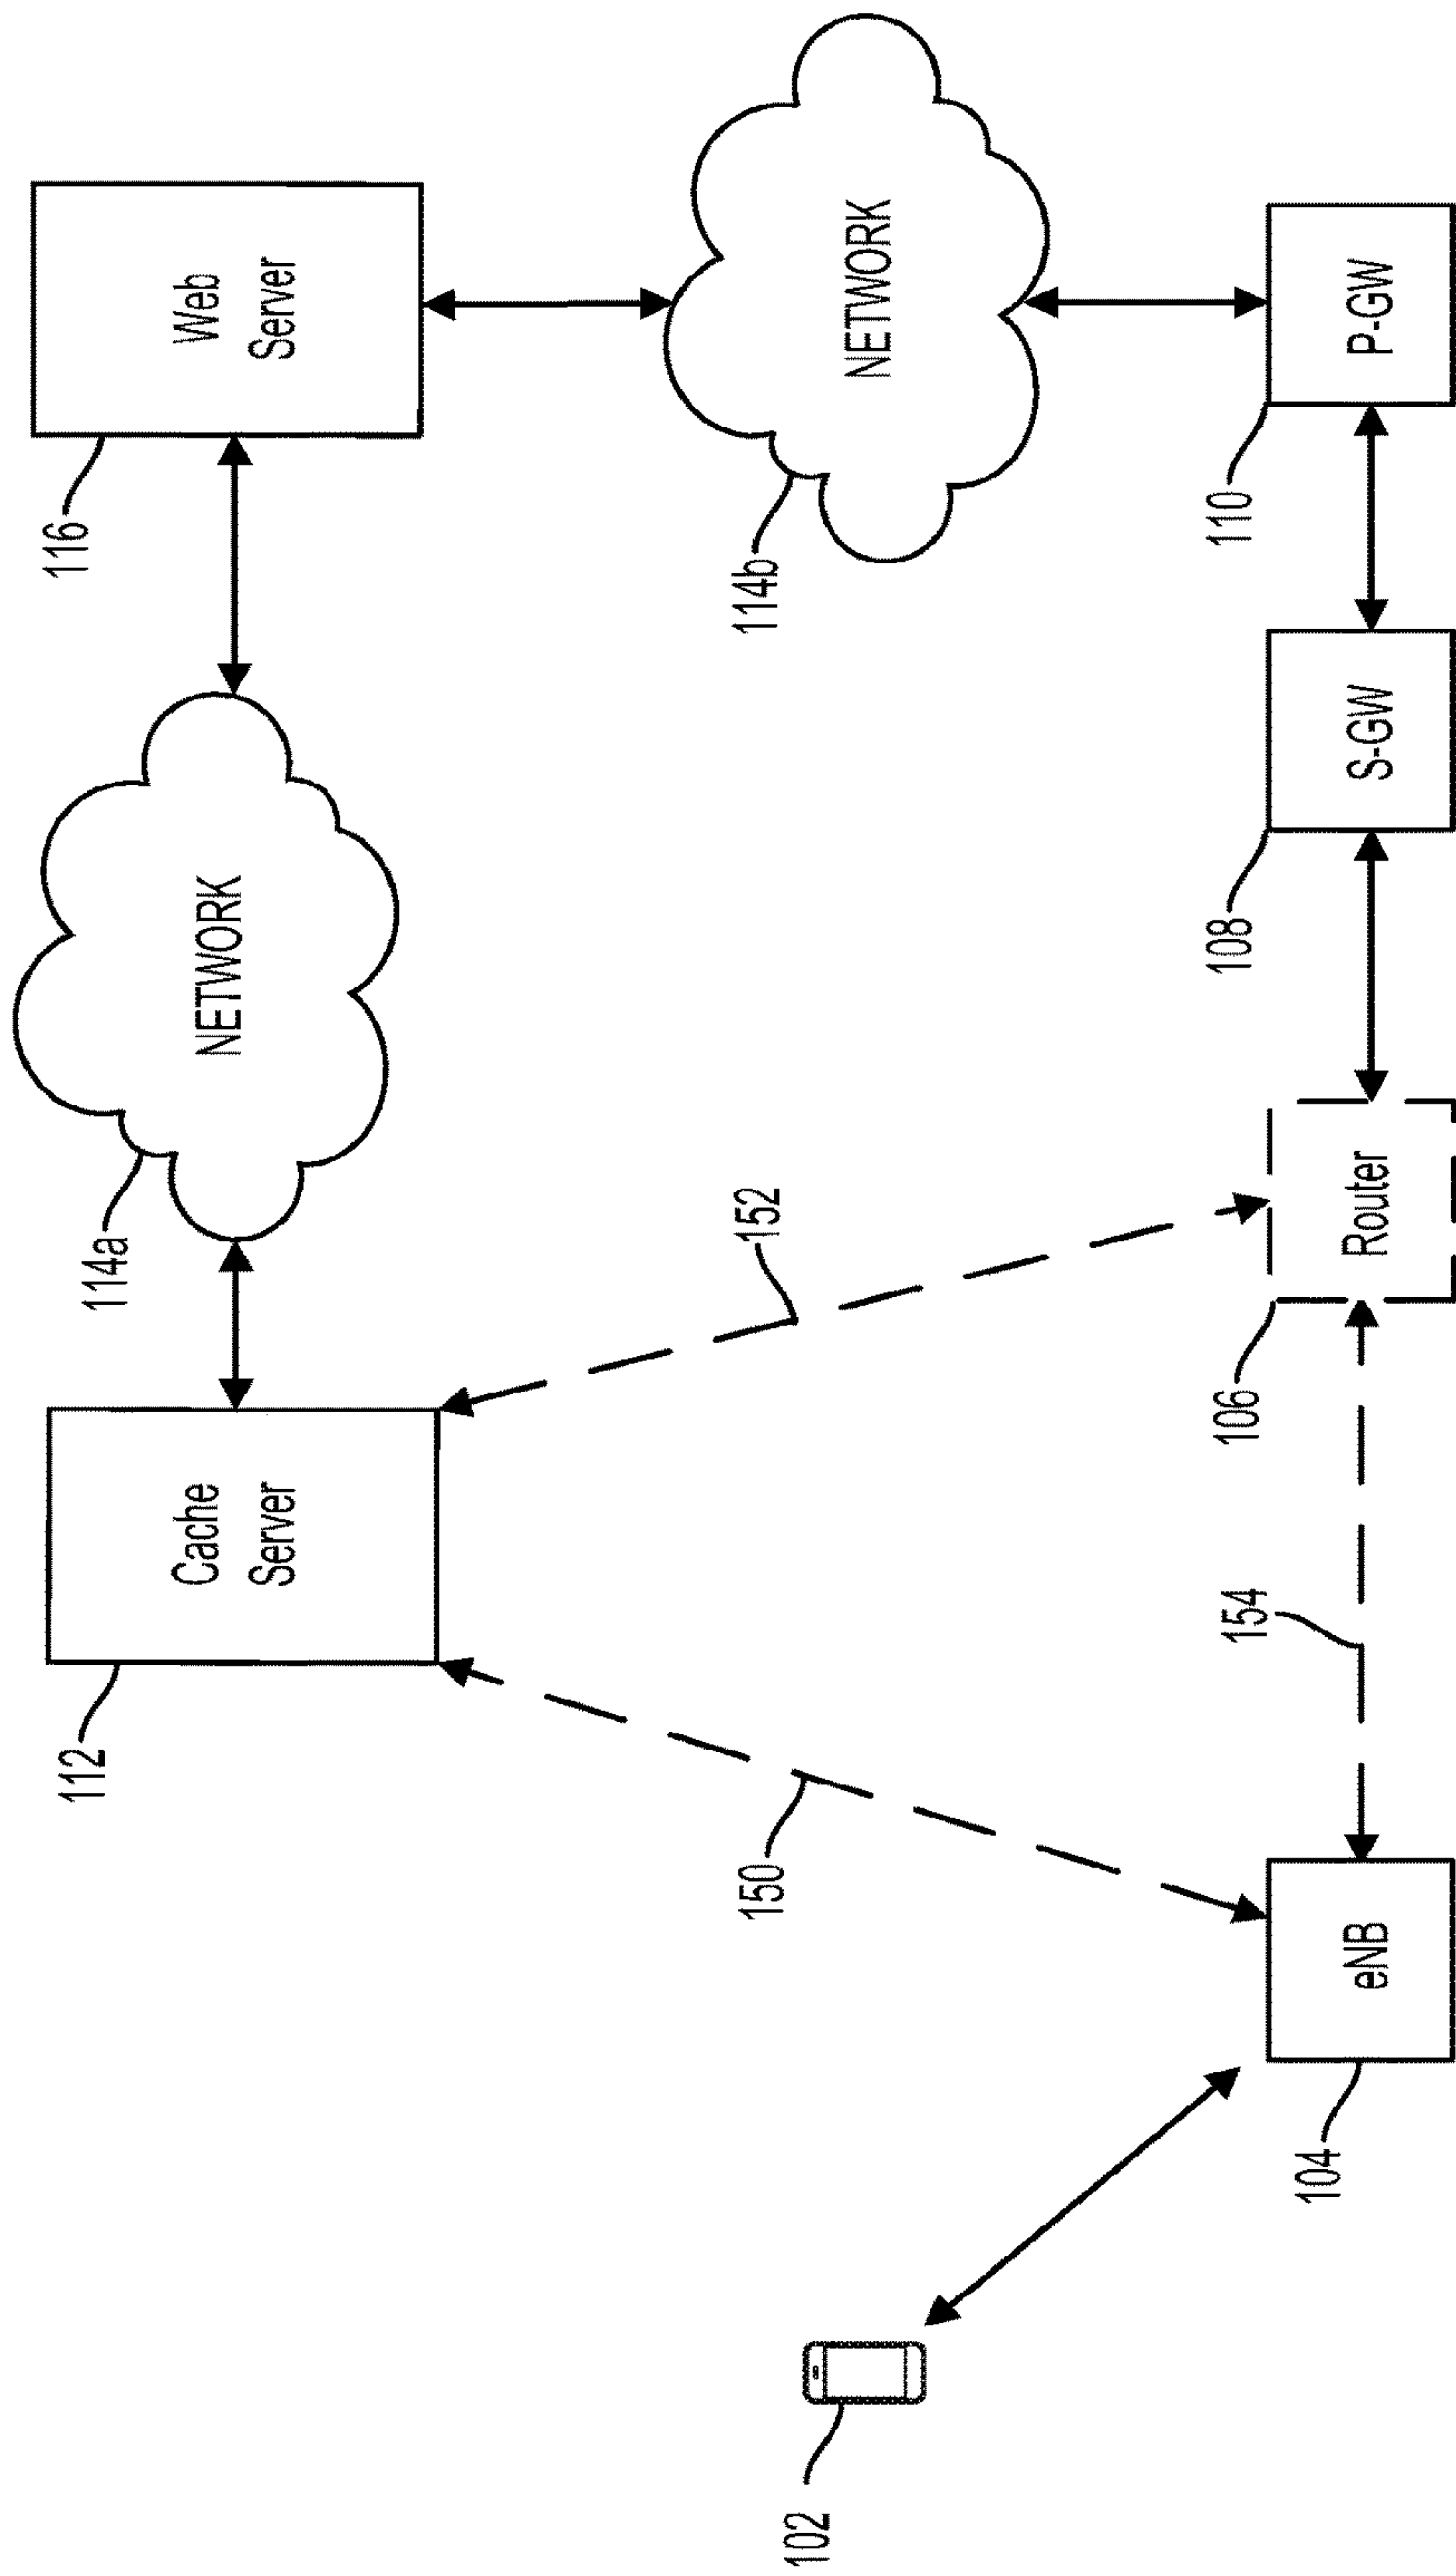 112
Cache
Server
114a
NETWORK
116
Web
Server
102
150
152
114b
NETWORK
104
eNB
154
106
Router
108
S-GW
110
P-GW